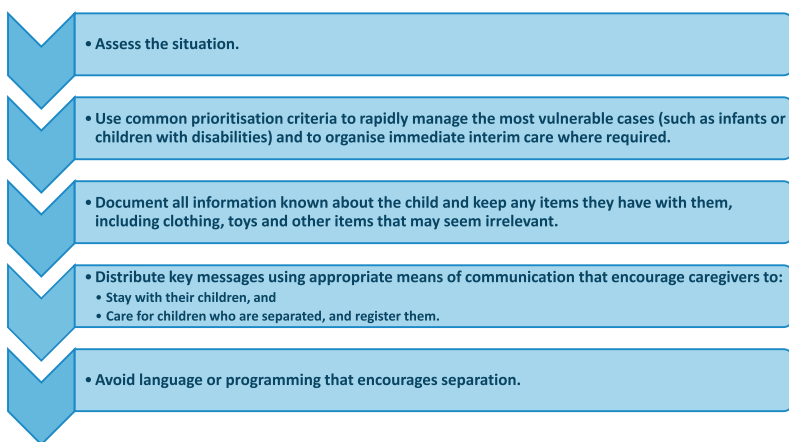 • Assess the situation.
• Use common prioritisation criteria to rapidly manage the most vulnerable cases (such as infants or
children with disabilities) and to organise immediate interim care where required.
• Document all information known about the child and keep any items they have with them,
including clothing, toys and other items that may seem irrelevant.
• Distribute key messages using appropriate means of communication that encourage caregivers to:
• Stay with their children, and
• Care for children who are separated, and register them.
• Avoid language or programming that encourages separation.